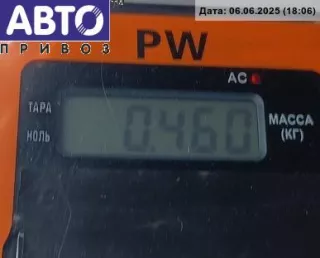 АВТО
ПРИВОЗ
Дата: 06.06.2025 (18:06)
PW
AC
ТАРА
НОЛЬ
0.460
МАССА
(КГ)